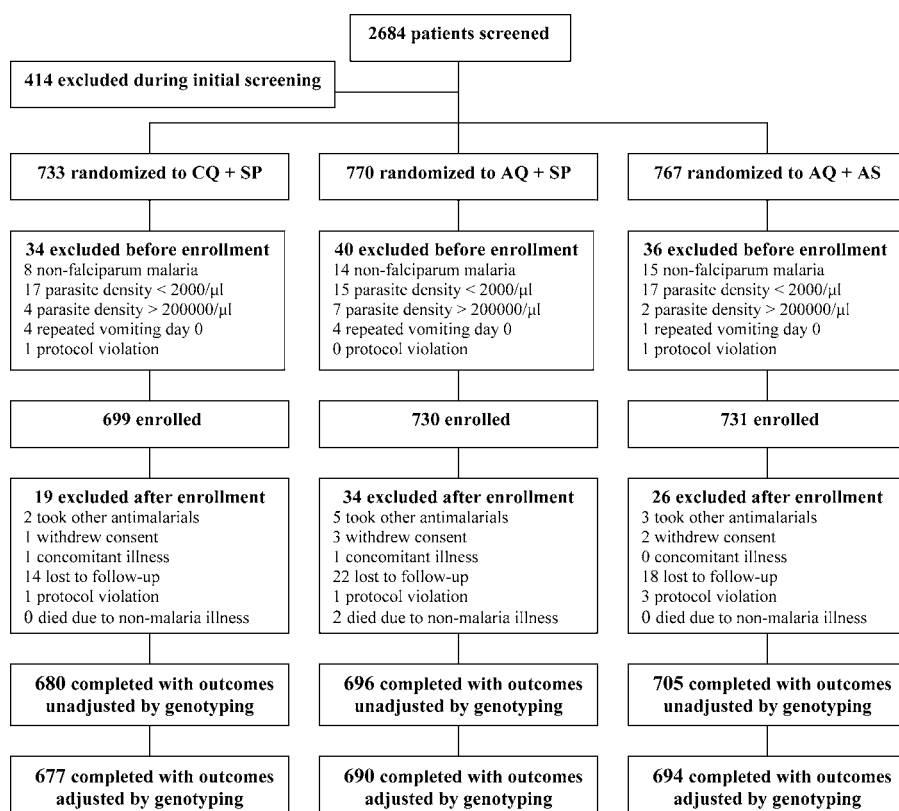 2684 patients screened
414 excluded during initial screening
733 randomized to CQ + SP
770 randomized to AQ + SP
767 randomized to AQ + AS
34 excluded before enrollment
8 non-falciparum malaria
17 parasite density < 2000/µl
4 parasite density > 200000/µl
4 repeated vomiting day 0
1 protocol violation
40 excluded before enrollment
14 non-falciparum malaria
15 parasite density < 2000/µl
7 parasite density > 200000/µl
4 repeated vomiting day 0
0 protocol violation
36 excluded before enrollment
15 non-falciparum malaria
17 parasite density < 2000/µl
2 parasite density > 200000/µl
1 repeated vomiting day 0
1 protocol violation
699 enrolled
730 enrolled
731 enrolled
19 excluded after enrollment
2 took other antimalarials
1 withdrew consent
1 concomitant illness
14 lost to follow-up
1 protocol violation
0 died due to non-malaria illness
34 excluded after enrollment
5 took other antimalarials
3 withdrew consent
1 concomitant illness
22 lost to follow-up
1 protocol violation
2 died due to non-malaria illness
26 excluded after enrollment
3 took other antimalarials
2 withdrew consent
0 concomitant illness
18 lost to follow-up
3 protocol violation
0 died due to non-malaria illness
680 completed with outcomes
unadjusted by genotyping
696 completed with outcomes
unadjusted by genotyping
705 completed with outcomes
unadjusted by genotyping
677 completed with outcomes
adjusted by genotyping
690 completed with outcomes
adjusted by genotyping
694 completed with outcomes
adjusted by genotyping